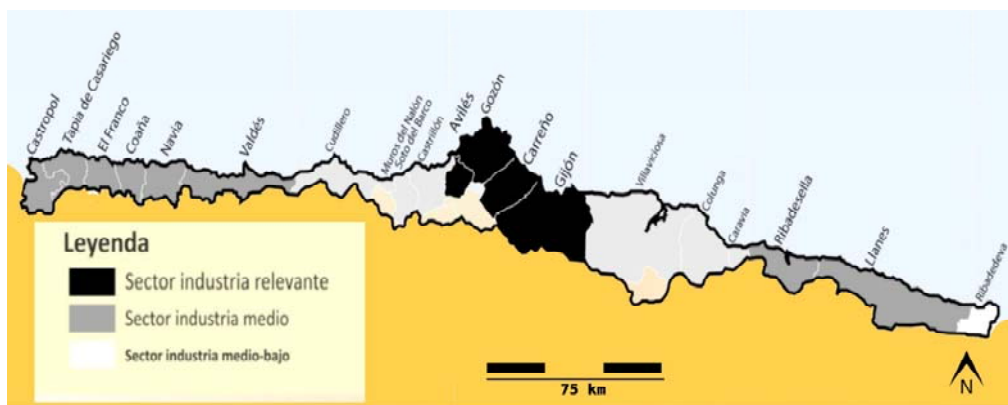 Castropol
Tapia de Casariego
El Franco
Coaña
Navia
Valdés
Cudillero
Muros del Nalón
Soto del Barco
Castrillón
Avilés
Gozón
Carreño
Gijón
Villaviciosa
Colunga
Caravia
Ribadesella
Llanes
Ribadedeva
Leyenda
Sector industria relevante
Sector industria medio
Sector industria medio-bajo
75 km
N